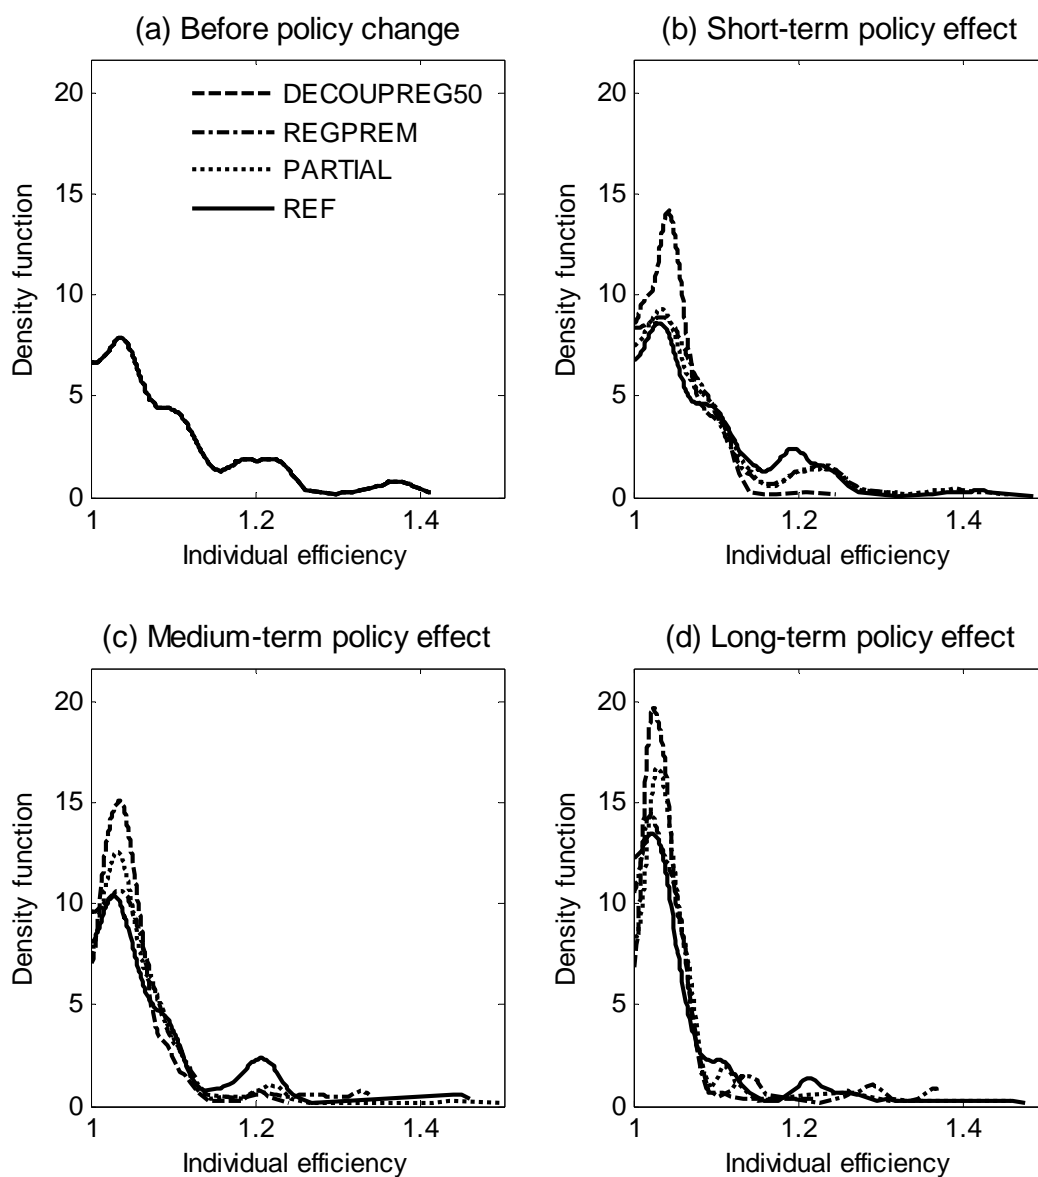 (a) Before policy change
Density function
20
15
10
5
0
DECOUPREG50
REGPREM
PARTIAL
REF
1
1.2
1.4
Individual efficiency
(b) Short-term policy effect
Density function
20
15
10
5
0
1
1.2
1.4
Individual efficiency
(c) Medium-term policy effect
Density function
20
15
10
5
0
1
1.2
1.4
Individual efficiency
(d) Long-term policy effect
Density function
20
15
10
5
0
1
1.2
1.4
Individual efficiency